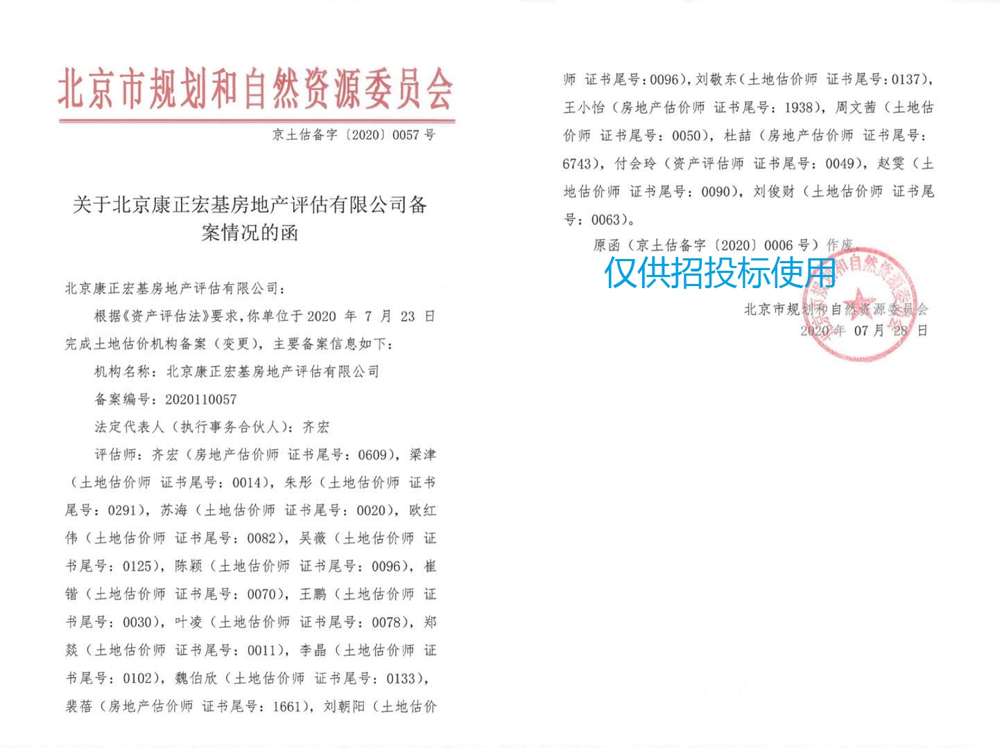 北京市规划和自然资源委员会
京土估备字〔2020〕0057 号
关于北京康正宏基房地产评估有限公司备
案情况的函
北京康正宏基房地产评估有限公司：
根据《资产评估法》要求，你单位于 2020 年 7 月 23 日
完成土地估价机构备案（变更），主要备案信息如下：
机构名称：北京康正宏基房地产评估有限公司
备案编号：2020110057
法定代表人（执行事务合伙人）：齐宏
评估师：齐宏（房地产估价师 证书尾号：0609），梁津
（土地估价师 证书尾号：0014），朱彤（土地估价师 证书
尾号：0291），苏海（土地估价师 证书尾号：0020），欧红
伟（土地估价师 证书尾号：0082），吴薇（土地估价师 证
书尾号：0125），陈颖（土地估价师 证书尾号：0096），崔
锴（土地估价师 证书尾号：0070），王鹏（土地估价师 证
书尾号：0030），叶凌（土地估价师 证书尾号：0078），郑
燚（土地估价师 证书尾号：0011），李晶（土地估价师 证
书尾号：0102），魏伯欣（土地估价师 证书尾号：0133），
裴蓓（房地产估价师 证书尾号：1661），刘朝阳（土地估价
师 证书尾号：0096），刘敬东（土地估价师 证书尾号：0137），
王小怡（房地产估价师 证书尾号：1938），周文茜（土地估
价师 证书尾号：0050），杜喆（房地产估价师 证书尾号：
6743），付会玲（资产评估师 证书尾号：0049），赵雯（土
地估价师 证书尾号：0090），刘俊财（土地估价师 证书尾
号：0063）。
原函（京土估备字〔2020〕0006 号）作废。
仅供招投标使用
北京市规划和自然资源委员会
北京市规划和自然资源委员会
2020 年 07 月 28 日